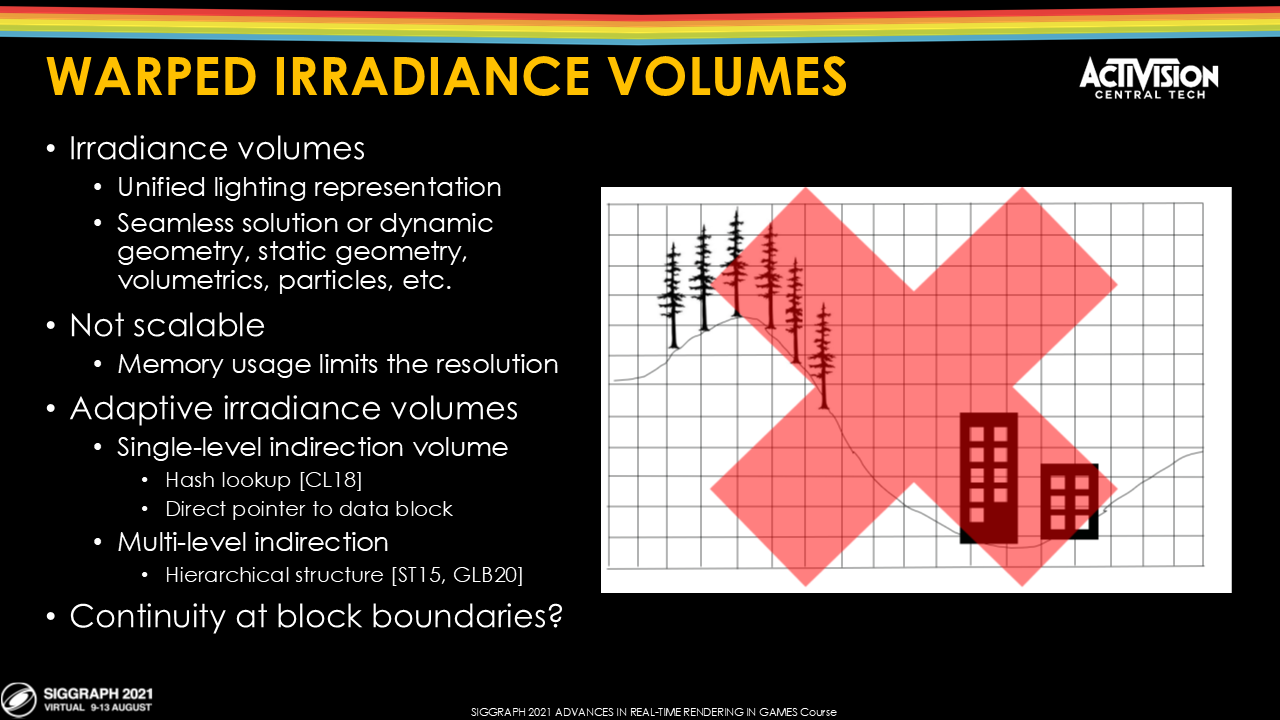 WARPED IRRADIANCE VOLUMES
ACTIVISION
CENTRAL TECH
• Irradiance volumes
• Unified lighting representation
• Seamless solution or dynamic
geometry, static geometry,
volumetrics, particles, etc.
• Not scalable
• Memory usage limits the resolution
• Adaptive irradiance volumes
• Single-level indirection volume
• Hash lookup [CL18]
• Direct pointer to data block
• Multi-level indirection
• Hierarchical structure [ST15, GLB20]
• Continuity at block boundaries?
SIGGRAPH 2021
VIRTUAL 9-13 AUGUST
SIGGRAPH 2021 ADVANCES IN REAL-TIME RENDERING IN GAMES Course